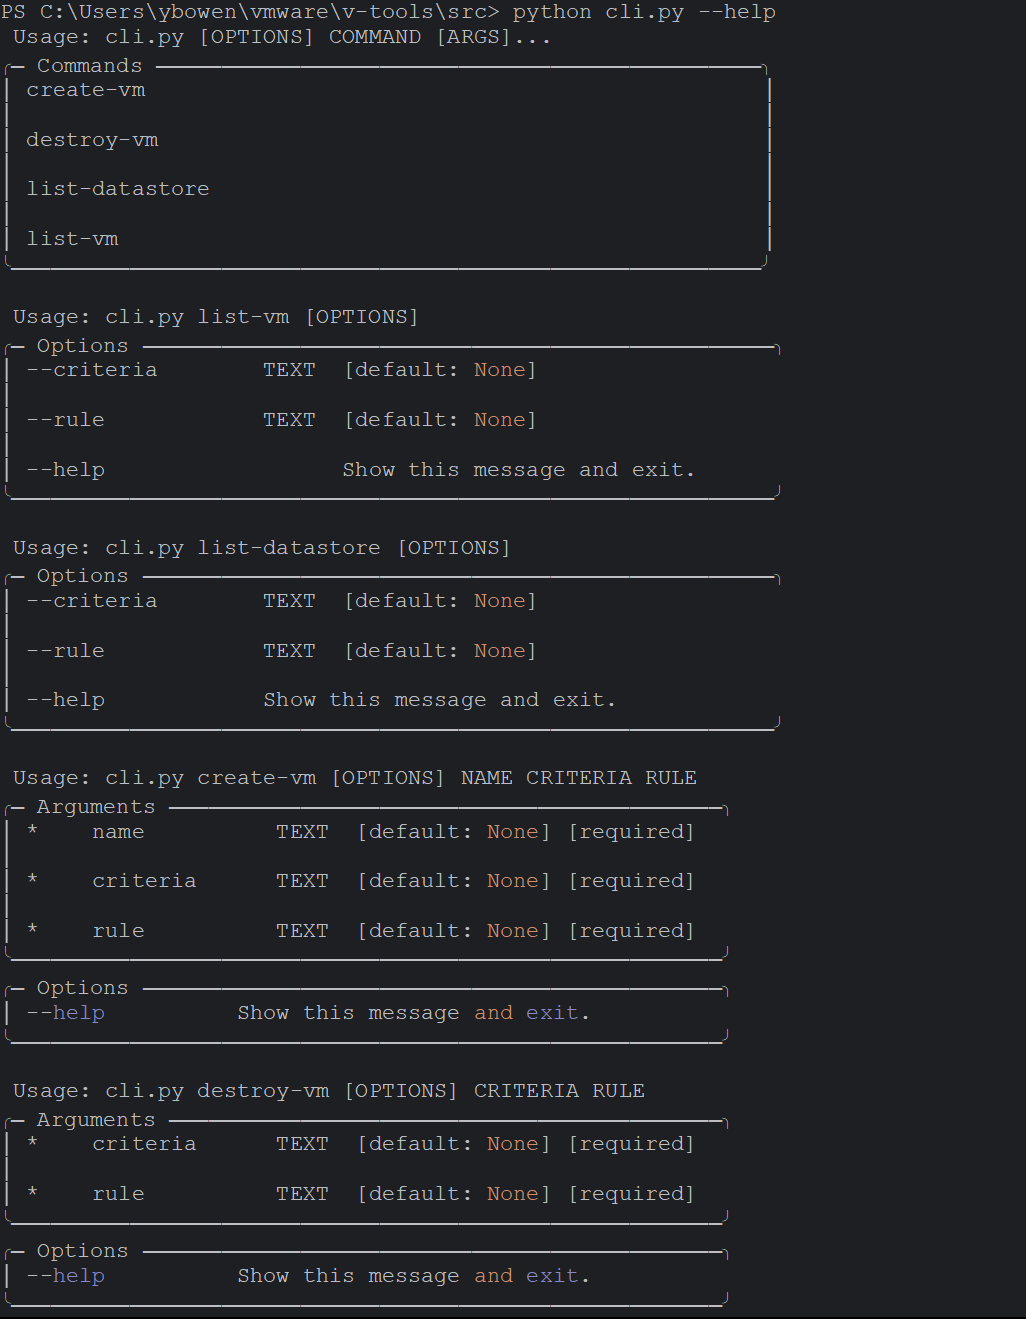 PS C:\Users\ybowen\vmware\v-tools\src> python cli.py --help
Usage: cli.py [OPTIONS] COMMAND [ARGS]...
Commands
create-vm
destroy-vm
list-datastore
list-vm
Usage: cli.py list-vm [OPTIONS]
Options
--criteria TEXT [default: None]
--rule TEXT [default: None]
--help Show this message and exit.
Usage: cli.py list-datastore [OPTIONS]
Options
--criteria TEXT [default: None]
--rule TEXT [default: None]
--help Show this message and exit.
Usage: cli.py create-vm [OPTIONS] NAME CRITERIA RULE
Arguments
* name TEXT [default: None] [required]
* criteria TEXT [default: None] [required]
* rule TEXT [default: None] [required]
Options
--help Show this message and exit.
Usage: cli.py destroy-vm [OPTIONS] CRITERIA RULE
Arguments
* criteria TEXT [default: None] [required]
* rule TEXT [default: None] [required]
Options
--help Show this message and exit.